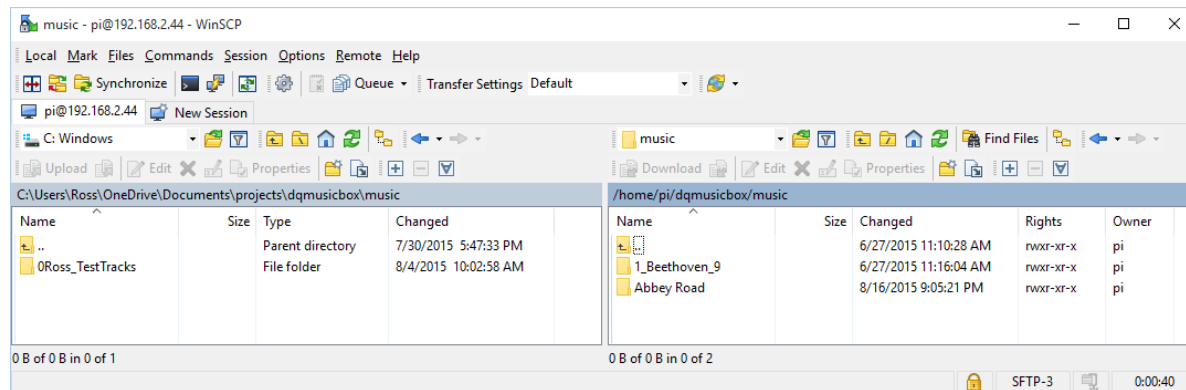 music - pi@192.168.2.44 - WinSCP
Local Mark Files Commands Session Options Remote Help
Synchronize Queue Transfer Settings Default
pi@192.168.2.44 New Session
C: Windows music Find Files
Upload Edit Properties Download Edit Properties
C:\Users\Ross\OneDrive\Documents\projects\dqmusicbox\music /home/pi/dqmusicbox/music
Name Size Type Changed Name Size Changed Rights Owner
.. Parent directory 7/30/2015 5:47:33 PM .. 6/27/2015 11:10:28 AM rwxr-xr-x pi
0Ross_TestTracks File folder 8/4/2015 10:02:58 AM 1_Beethoven_9 6/27/2015 11:16:04 AM rwxr-xr-x pi
Abbey Road 8/16/2015 9:05:21 PM rwxr-xr-x pi
0 B of 0 B in 0 of 1 0 B of 0 B in 0 of 2
SFTP-3 0:00:40